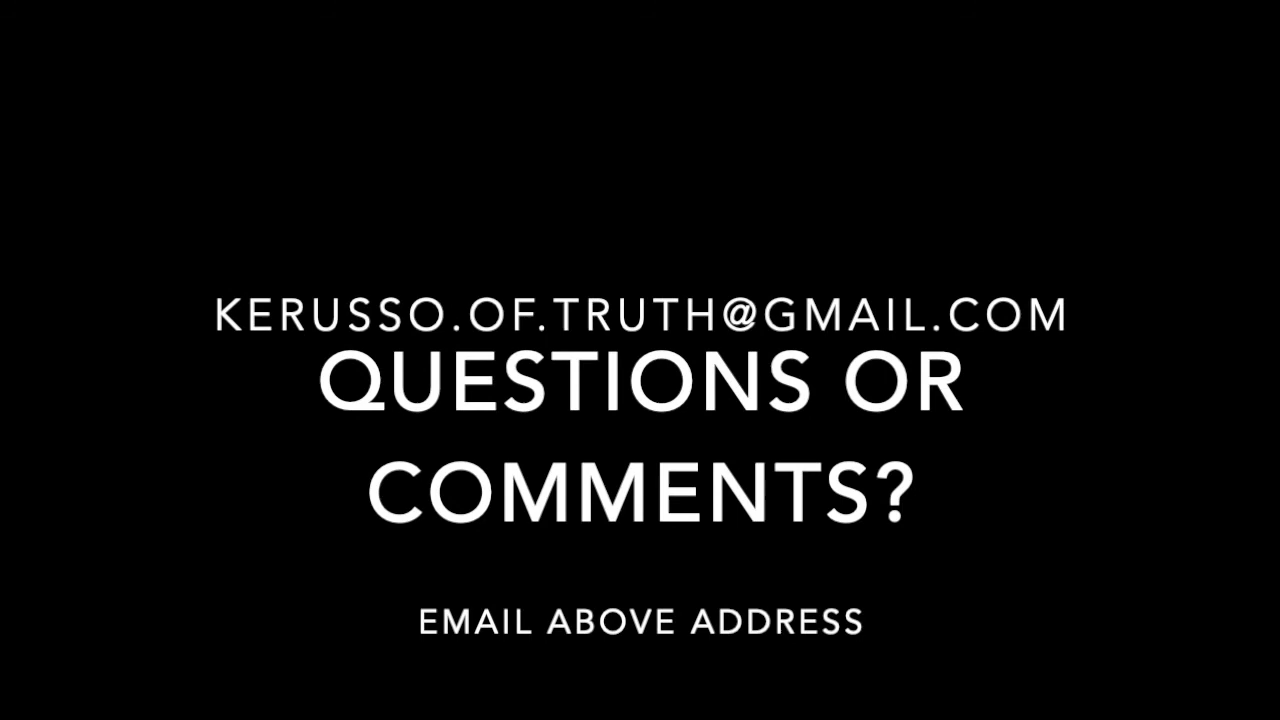 KERUSSO.OF.TRUTH@GMAIL.COM
QUESTIONS OR
COMMENTS?
EMAIL ABOVE ADDRESS